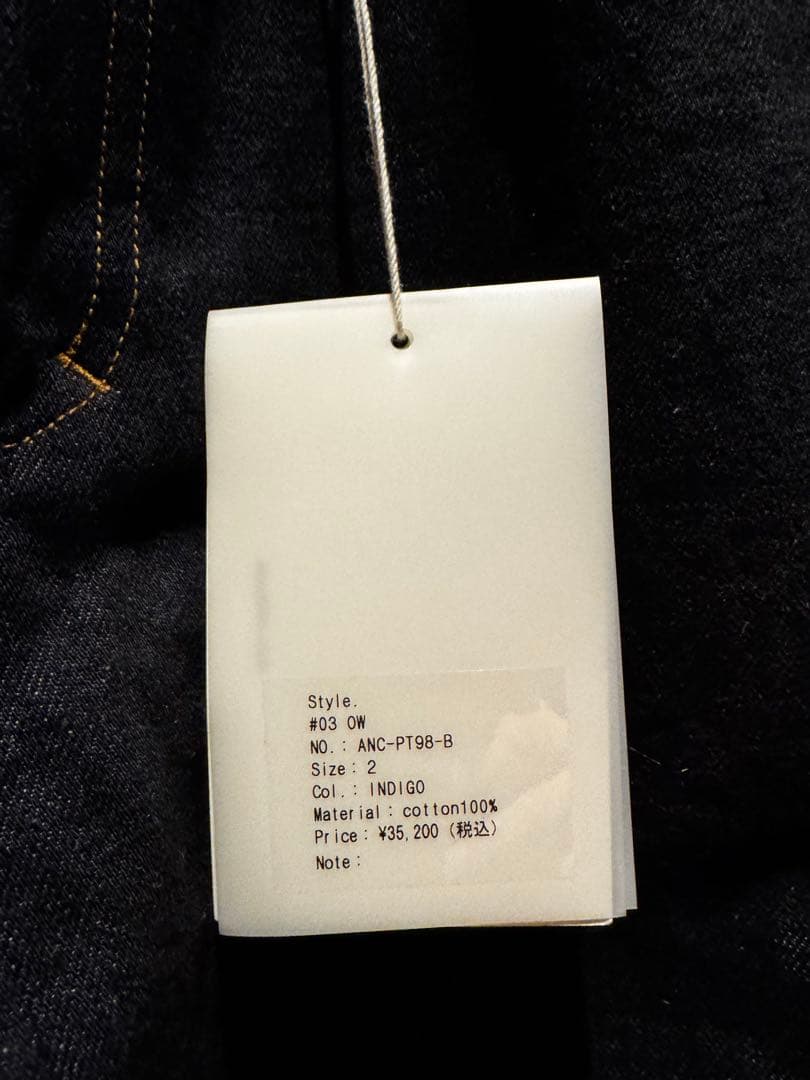 Style.
#03 OW
NO.: ANC-PT98-B
Size: 2
Col.: INDIGO
Material: cotton100%
Price: ¥35,200 (税込)
Note: